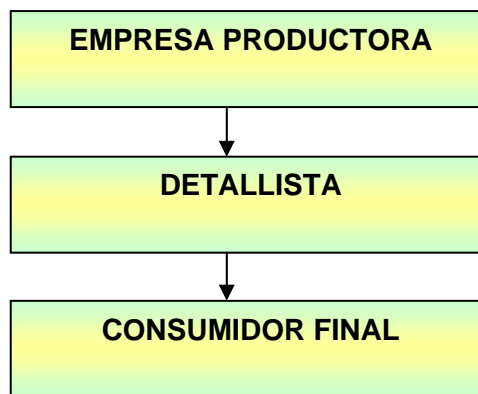 EMPRESA PRODUCTORA
DETALLISTA
CONSUMIDOR FINAL